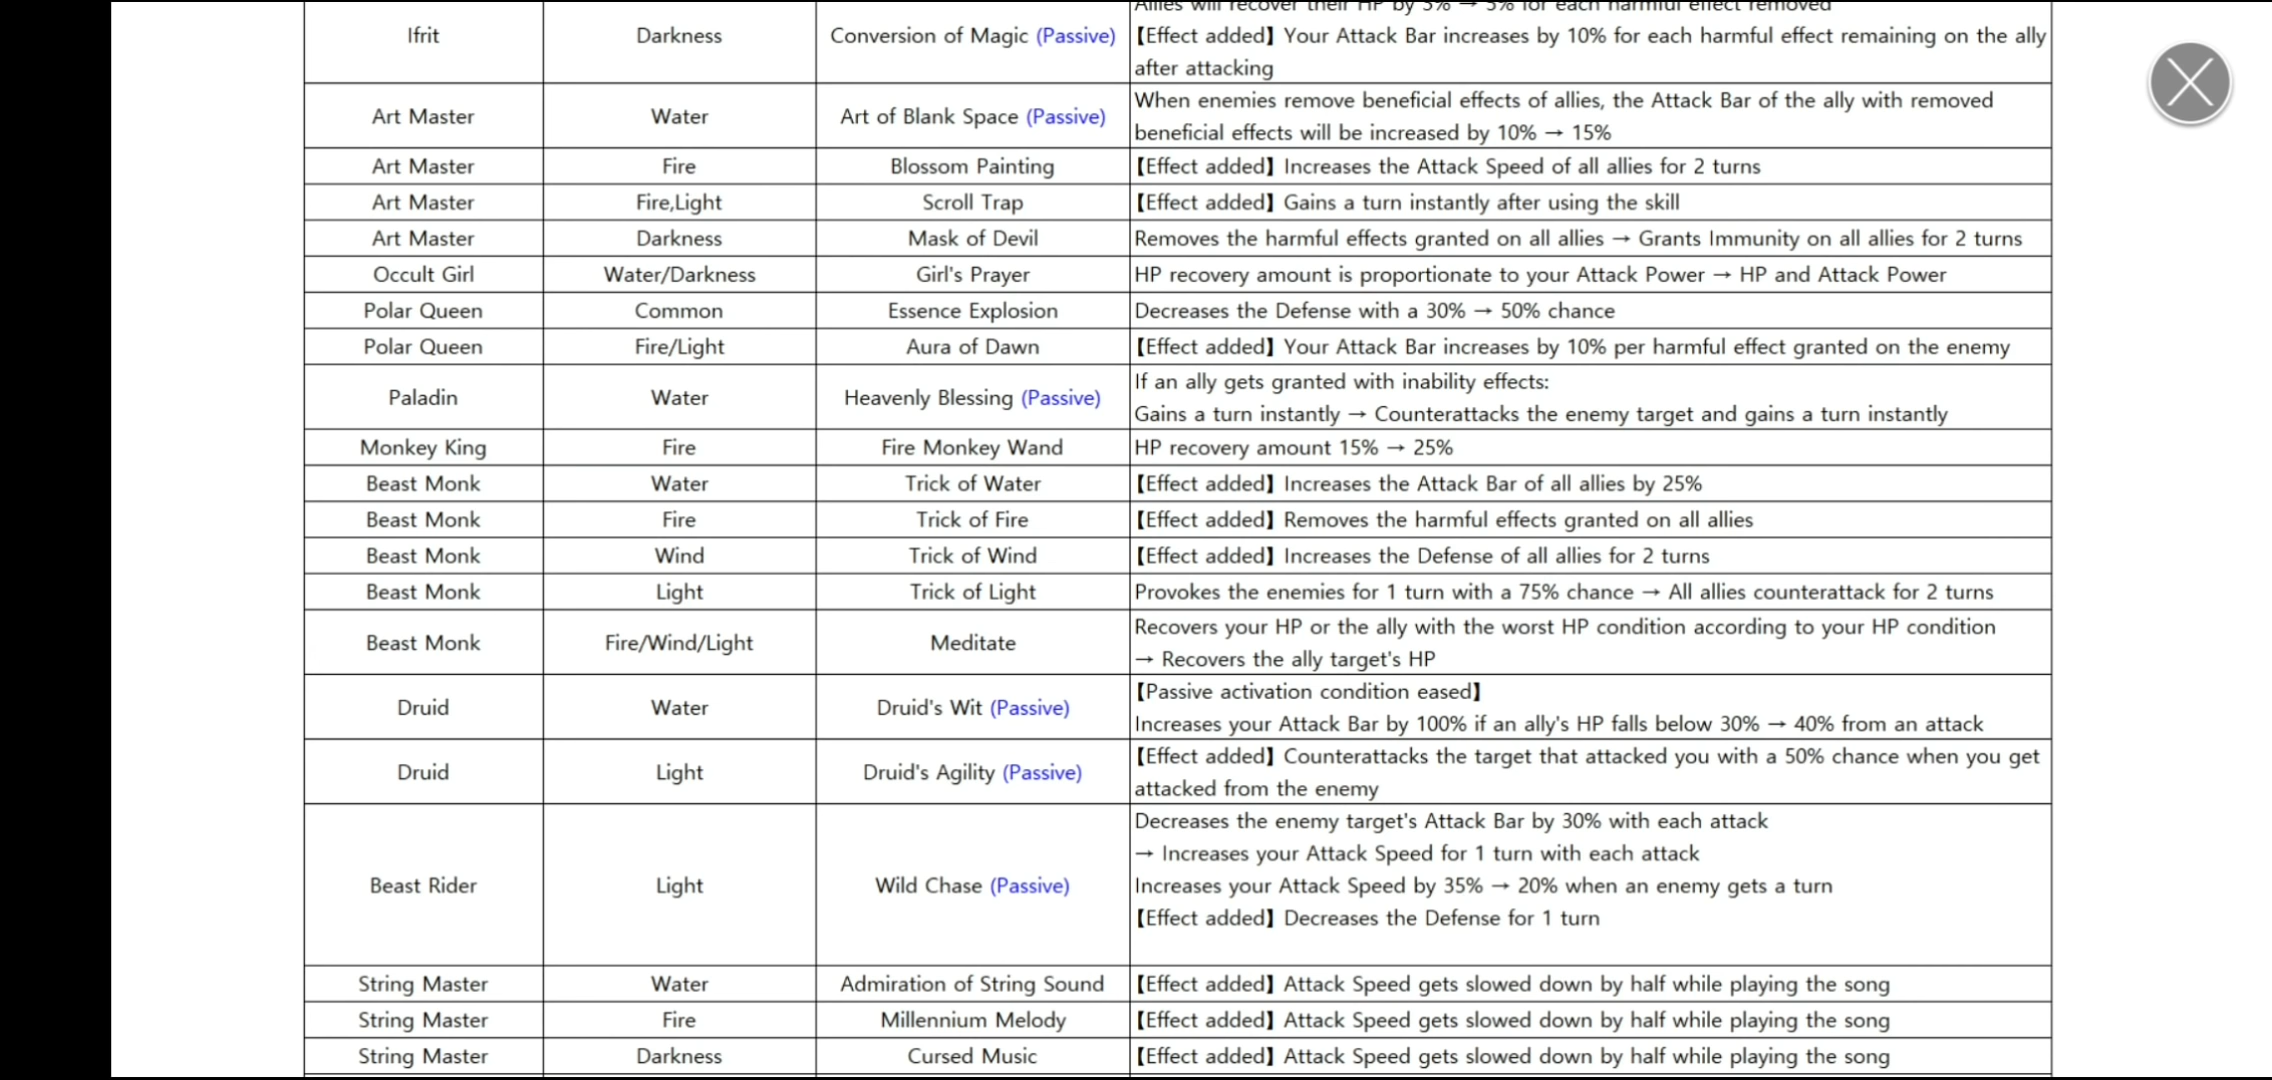 Allies will recover their HP by 3% → 5% for each harmful effect removed
Ifrit Darkness Conversion of Magic (Passive) 【Effect added】 Your Attack Bar increases by 10% for each harmful effect remaining on the ally
after attacking
When enemies remove beneficial effects of allies, the Attack Bar of the ally with removed
Art Master Water Art of Blank Space (Passive)
beneficial effects will be increased by 10% → 15%
Art Master Fire Blossom Painting 【Effect added】 Increases the Attack Speed of all allies for 2 turns
Art Master Fire,Light Scroll Trap 【Effect added】 Gains a turn instantly after using the skill
Art Master Darkness Mask of Devil Removes the harmful effects granted on all allies → Grants Immunity on all allies for 2 turns
Occult Girl Water/Darkness Girl's Prayer HP recovery amount is proportionate to your Attack Power → HP and Attack Power
Polar Queen Common Essence Explosion Decreases the Defense with a 30% → 50% chance
Polar Queen Fire/Light Aura of Dawn 【Effect added】 Your Attack Bar increases by 10% per harmful effect granted on the enemy
If an ally gets granted with inability effects:
Paladin Water Heavenly Blessing (Passive)
Gains a turn instantly → Counterattacks the enemy target and gains a turn instantly
Monkey King Fire Fire Monkey Wand HP recovery amount 15% → 25%
Beast Monk Water Trick of Water 【Effect added】 Increases the Attack Bar of all allies by 25%
Beast Monk Fire Trick of Fire 【Effect added】 Removes the harmful effects granted on all allies
Beast Monk Wind Trick of Wind 【Effect added】 Increases the Defense of all allies for 2 turns
Beast Monk Light Trick of Light Provokes the enemies for 1 turn with a 75% chance → All allies counterattack for 2 turns
Recovers your HP or the ally with the worst HP condition according to your HP condition
Beast Monk Fire/Wind/Light Meditate
→ Recovers the ally target's HP
【Passive activation condition eased】
Druid Water Druid's Wit (Passive)
Increases your Attack Bar by 100% if an ally's HP falls below 30% → 40% from an attack
【Effect added】 Counterattacks the target that attacked you with a 50% chance when you get
Druid Light Druid's Agility (Passive)
attacked from the enemy
Decreases the enemy target's Attack Bar by 30% with each attack
→ Increases your Attack Speed for 1 turn with each attack
Beast Rider Light Wild Chase (Passive) Increases your Attack Speed by 35% → 20% when an enemy gets a turn
【Effect added】 Decreases the Defense for 1 turn
String Master Water Admiration of String Sound 【Effect added】 Attack Speed gets slowed down by half while playing the song
String Master Fire Millennium Melody 【Effect added】 Attack Speed gets slowed down by half while playing the song
String Master Darkness Cursed Music 【Effect added】 Attack Speed gets slowed down by half while playing the song